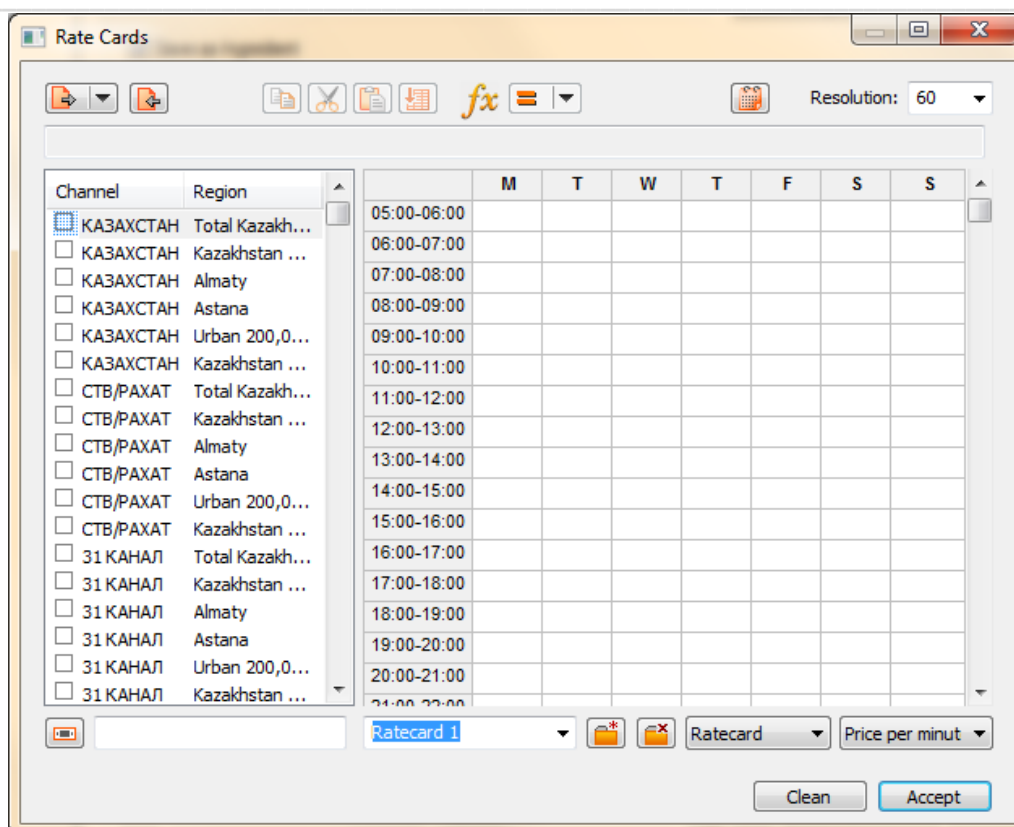 Rate Cards
fx
Resolution: 60
Channel Region
M T W T F S S
КАЗАХСТАН Total Kazakh...
КАЗАХСТАН Kazakhstan ...
КАЗАХСТАН Almaty
КАЗАХСТАН Astana
КАЗАХСТАН Urban 200,0...
КАЗАХСТАН Kazakhstan ...
СТВ/РАХАТ Total Kazakh...
СТВ/РАХАТ Kazakhstan ...
СТВ/РАХАТ Almaty
СТВ/РАХАТ Astana
СТВ/РАХАТ Urban 200,0...
СТВ/РАХАТ Kazakhstan ...
31 КАНАЛ Total Kazakh...
31 КАНАЛ Kazakhstan ...
31 КАНАЛ Almaty
31 КАНАЛ Astana
31 КАНАЛ Urban 200,0...
31 КАНАЛ Kazakhstan ...
05:00-06:00
06:00-07:00
07:00-08:00
08:00-09:00
09:00-10:00
10:00-11:00
11:00-12:00
12:00-13:00
13:00-14:00
14:00-15:00
15:00-16:00
16:00-17:00
17:00-18:00
18:00-19:00
19:00-20:00
20:00-21:00
21:00-22:00
Ratecard 1
Ratecard
Price per minut
Clean
Accept